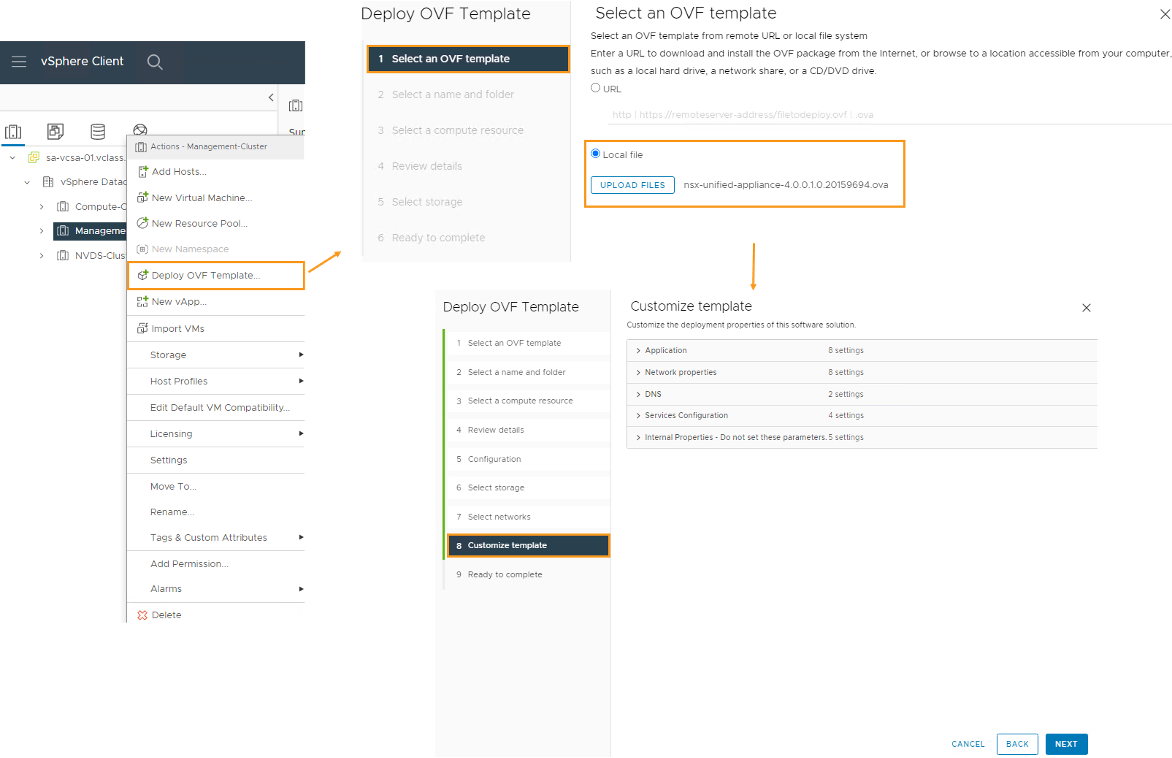 vSphere Client
sa-vcsa-01.vclass.
vSphere Datac
Compute-C
Manageme
NVDS-Clus
Sum
Actions - Management-Cluster
Add Hosts...
New Virtual Machine...
New Resource Pool...
New Namespace
Deploy OVF Template...
New vApp...
Import VMs
Storage
Host Profiles
Edit Default VM Compatibility...
Licensing
Settings
Move To...
Rename...
Tags & Custom Attributes
Add Permission...
Alarms
Delete
Deploy OVF Template
1 Select an OVF template
2 Select a name and folder
3 Select a compute resource
4 Review details
5 Select storage
6 Ready to complete
Select an OVF template
Select an OVF template from remote URL or local file system
Enter a URL to download and install the OVF package from the Internet, or browse to a location accessible from your computer,
such as a local hard drive, a network share, or a CD/DVD drive.
URL
http | https://remoteserver-address/filetodeploy.ovf | .ova
Local file
UPLOAD FILES nsx-unified-appliance-4.0.0.1.0.20159694.ova
Deploy OVF Template
1 Select an OVF template
2 Select a name and folder
3 Select a compute resource
4 Review details
5 Configuration
6 Select storage
7 Select networks
8 Customize template
9 Ready to complete
Customize template
Customize the deployment properties of this software solution.
Application 8 settings
Network properties 8 settings
DNS 2 settings
Services Configuration 4 settings
Internal Properties - Do not set these parameters. 5 settings
CANCEL BACK NEXT